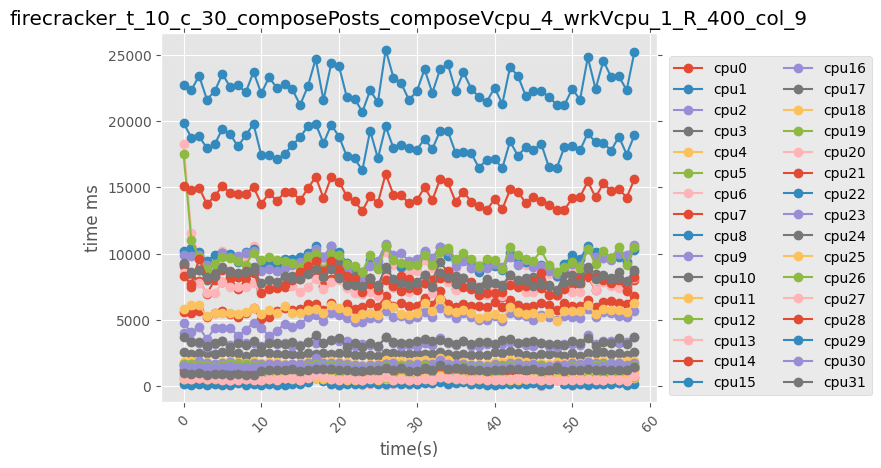 firecracker_t_10_c_30_composePosts_composeVcpu_4_wrkVcpu_1_R_400_col_9
time ms
25000
20000
15000
10000
5000
0
0
10
20
30
40
50
60
time(s)
cpu0
cpu1
cpu2
cpu3
cpu4
cpu5
cpu6
cpu7
cpu8
cpu9
cpu10
cpu11
cpu12
cpu13
cpu14
cpu15
cpu16
cpu17
cpu18
cpu19
cpu20
cpu21
cpu22
cpu23
cpu24
cpu25
cpu26
cpu27
cpu28
cpu29
cpu30
cpu31